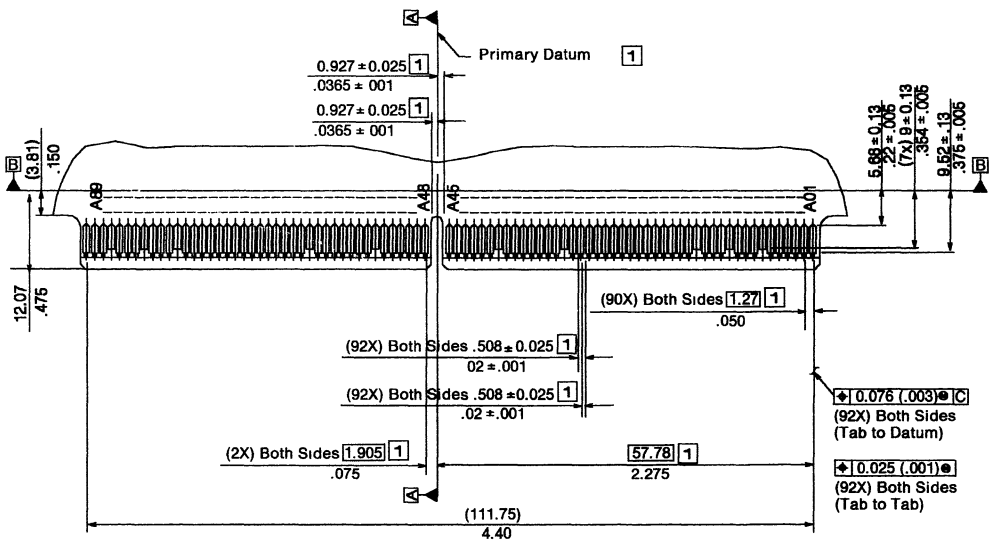 A
Primary Datum 1
0.927 ± 0.025 1
.0365 ± 001
0.927 ± 0.025 1
.0365 ± 001
B
(3.81)
.150
5.68 ± 0.13
.22 ± .005
(7x) 9 ± 0.13
.354 ± .005
9.52 ± .13
.375 ± .005
B
A89
A48
A45
A01
12.07
.475
(90X) Both Sides 1.27 1
.050
(92X) Both Sides .508 ± 0.025 1
02 ± .001
(92X) Both Sides .508 ± 0.025 1
.02 ± .001
⌖ 0.076 (.003) Ⓜ C
(92X) Both Sides
(Tab to Datum)
(2X) Both Sides 1.905 1
.075
57.78 1
2.275
⌖ 0.025 (.001) Ⓜ
(92X) Both Sides
(Tab to Tab)
A
(111.75)
4.40